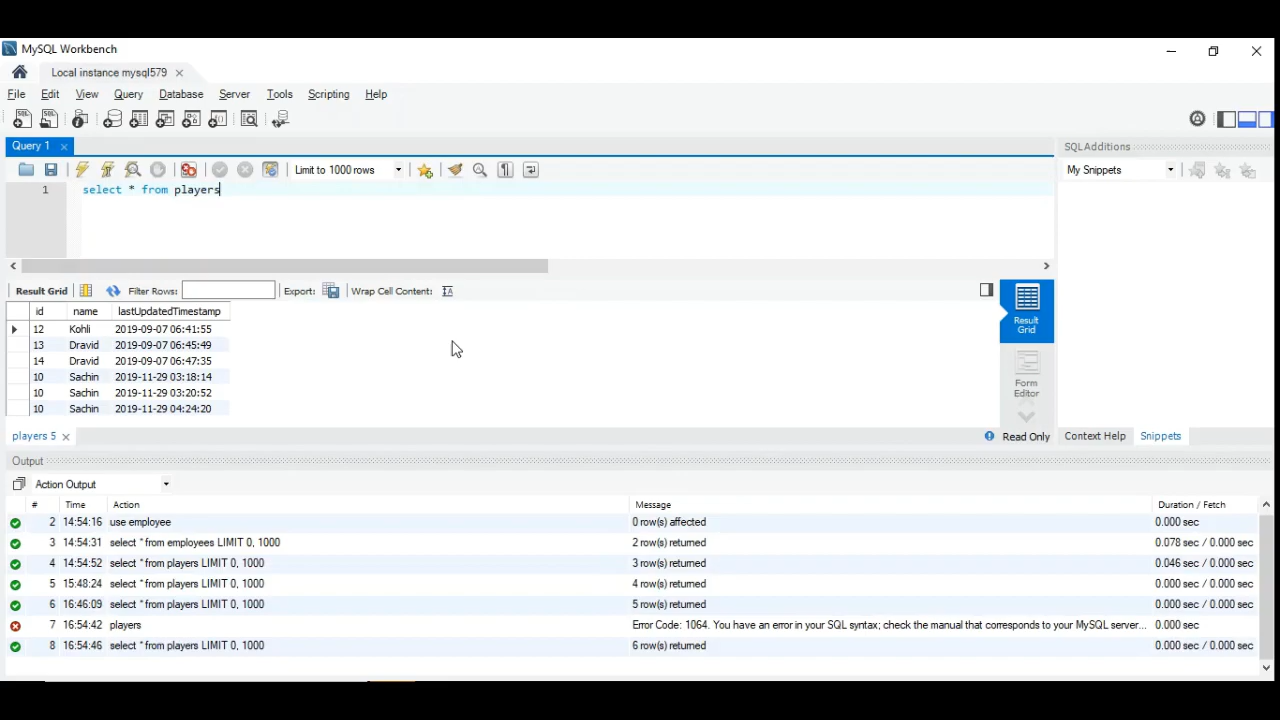 MySQL Workbench
Local instance mysql579
File Edit View Query Database Server Tools Scripting Help
Query 1
SQLAdditions
Limit to 1000 rows
My Snippets
1 select * from players
Result Grid Filter Rows: Export: Wrap Cell Content:
id name lastUpdatedTimestamp
12 Kohli 2019-09-07 06:41:55
13 Dravid 2019-09-07 06:45:49
14 Dravid 2019-09-07 06:47:35
10 Sachin 2019-11-29 03:18:14
10 Sachin 2019-11-29 03:20:52
10 Sachin 2019-11-29 04:24:20
Result
Grid
Form
Editor
players 5
Read Only
Context Help Snippets
Output
Action Output
# Time Action Message Duration / Fetch
2 14:54:16 use employee 0 row(s) affected 0.000 sec
3 14:54:31 select * from employees LIMIT 0, 1000 2 row(s) returned 0.078 sec / 0.000 sec
4 14:54:52 select * from players LIMIT 0, 1000 3 row(s) returned 0.046 sec / 0.000 sec
5 15:48:24 select * from players LIMIT 0, 1000 4 row(s) returned 0.000 sec / 0.000 sec
6 16:46:09 select * from players LIMIT 0, 1000 5 row(s) returned 0.000 sec / 0.000 sec
7 16:54:42 players Error Code: 1064. You have an error in your SQL syntax; check the manual that corresponds to your MySQL server... 0.000 sec
8 16:54:46 select * from players LIMIT 0, 1000 6 row(s) returned 0.000 sec / 0.000 sec